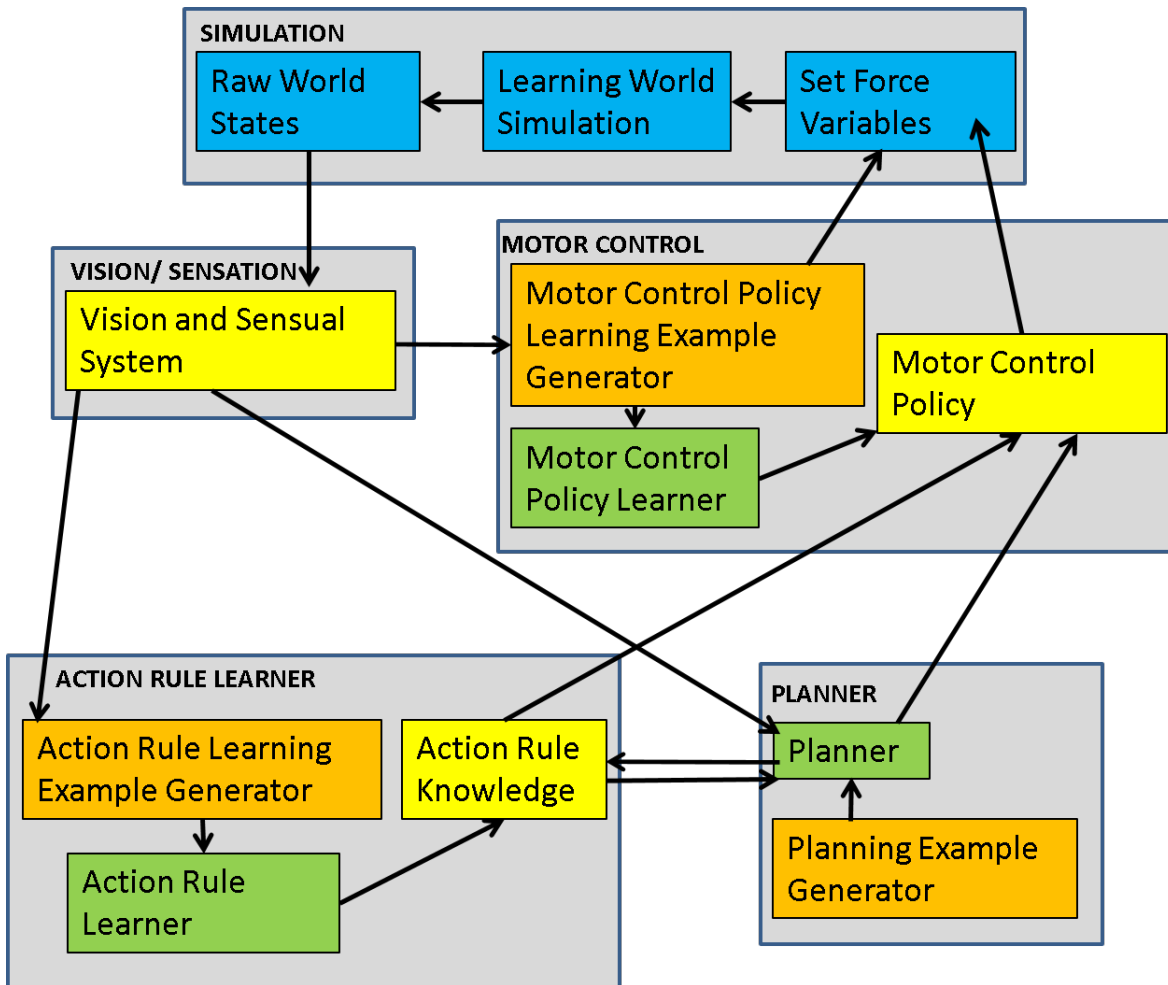 SIMULATION
Raw World
States
Learning World
Simulation
Set Force
Variables
VISION/ SENSATION
Vision and Sensual
System
MOTOR CONTROL
Motor Control Policy
Learning Example
Generator
Motor Control
Policy
Motor Control
Policy Learner
ACTION RULE LEARNER
Action Rule Learning
Example Generator
Action Rule
Knowledge
Action Rule
Learner
PLANNER
Planner
Planning Example
Generator